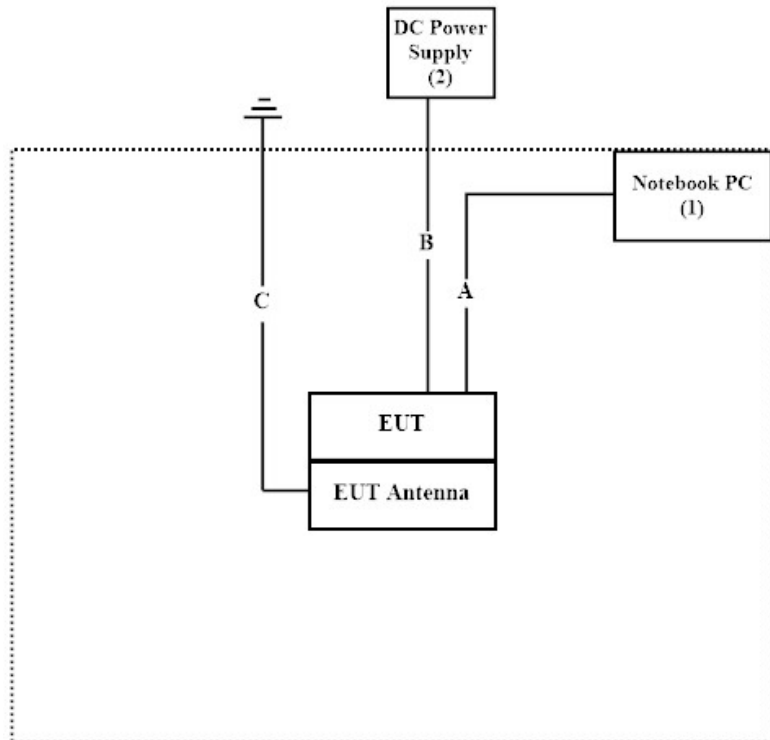 DC Power
Supply
(2)
Notebook PC
(1)
B
A
C
EUT
EUT Antenna